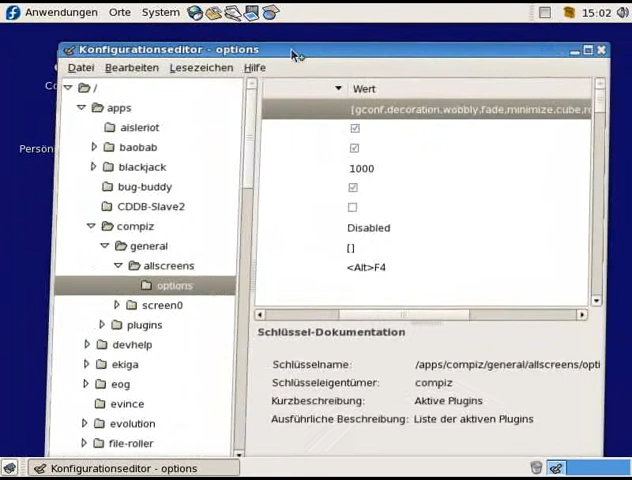 Anwendungen Orte System 15:02
Konfigurationseditor - options
Datei Bearbeiten Lesezeichen Hilfe
/
apps
aisleriot
baobab
blackjack
bug-buddy
CDDB-Slave2
compiz
general
allscreens
options
screen0
plugins
devhelp
ekiga
eog
evince
evolution
file-roller
Wert
[gconf,decoration,wobbly,fade,minimize,cube,
1000
Disabled
[]
<Alt>F4
Schlüssel-Dokumentation
Schlüsselname: /apps/compiz/general/allscreens/opti
Schlüsseleigentümer: compiz
Kurzbeschreibung: Aktive Plugins
Ausführliche Beschreibung: Liste der aktiven Plugins
Co
Persön
Konfigurationseditor - options